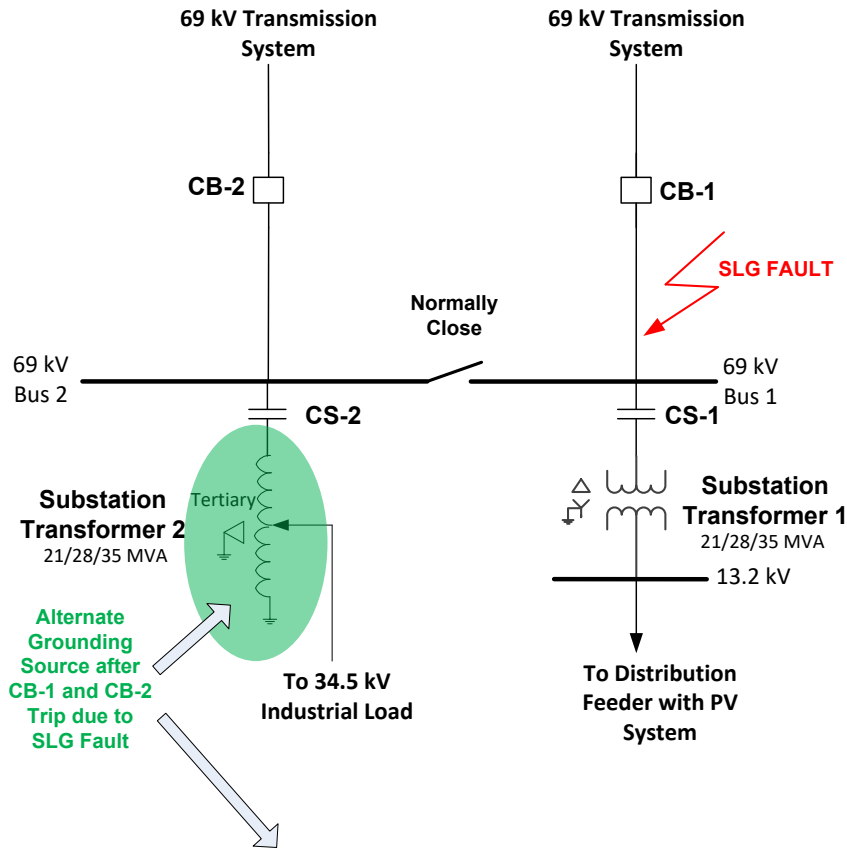 69 kV Transmission
System
69 kV Transmission
System
CB-2
CB-1
SLG FAULT
Normally
Close
69 kV
Bus 2
69 kV
Bus 1
CS-2
CS-1
Tertiary
Substation
Transformer 2
21/28/35 MVA
Substation
Transformer 1
21/28/35 MVA
13.2 kV
Alternate
Grounding
Source after
CB-1 and CB-2
Trip due to
SLG Fault
To 34.5 kV
Industrial Load
To Distribution
Feeder with PV
System